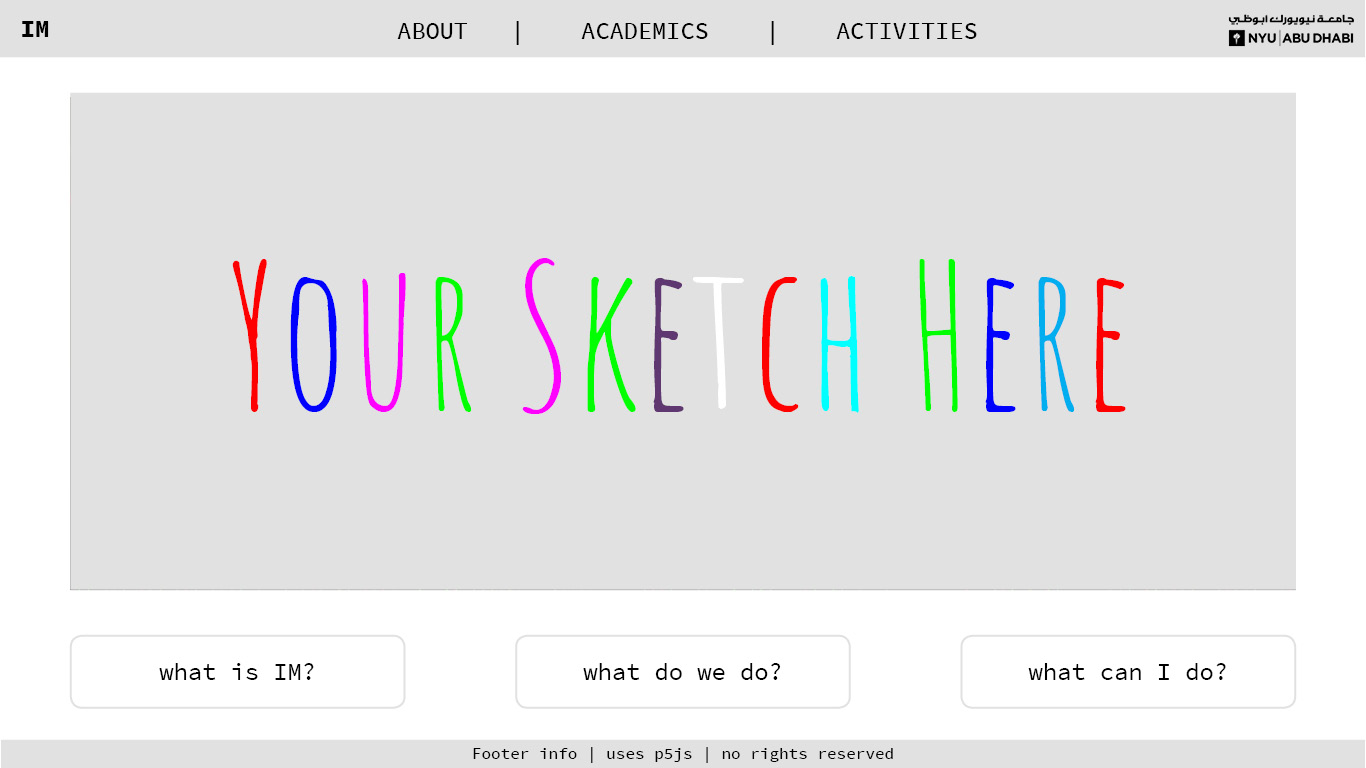 IM
ABOUT | ACADEMICS | ACTIVITIES
جامعة نيويورك أبوظبي
NYU | ABU DHABI
Your Sketch Here
what is IM?
what do we do?
what can I do?
Footer info | uses p5js | no rights reserved